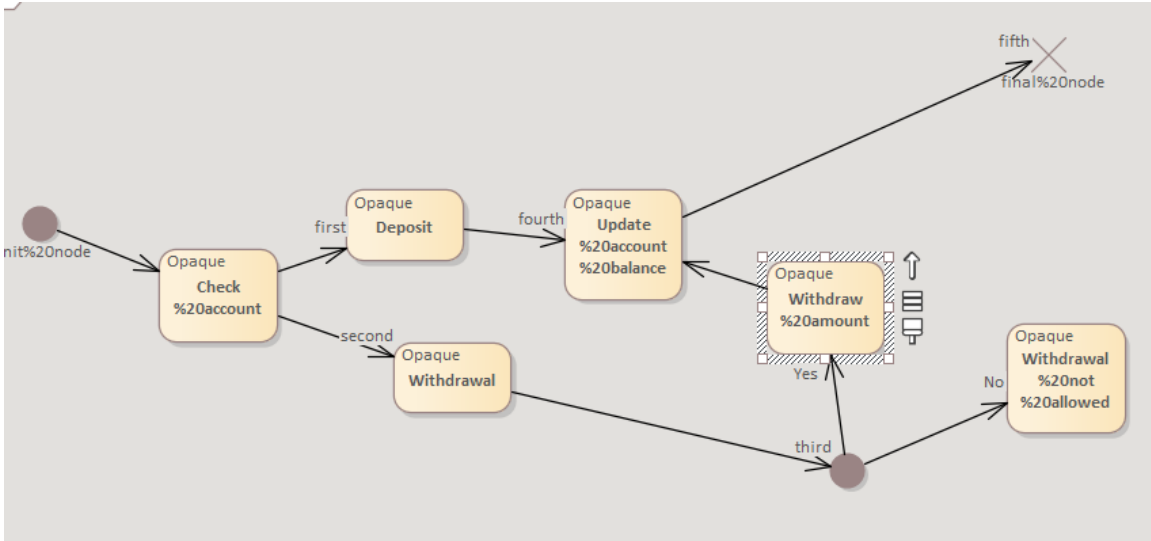 fifth
final%20node
nit%20node
Opaque
Check
%20account
first
Opaque
Deposit
fourth
Opaque
Update
%20account
%20balance
second
Opaque
Withdrawal
Opaque
Withdraw
%20amount
Yes
third
No
Opaque
Withdrawal
%20not
%20allowed